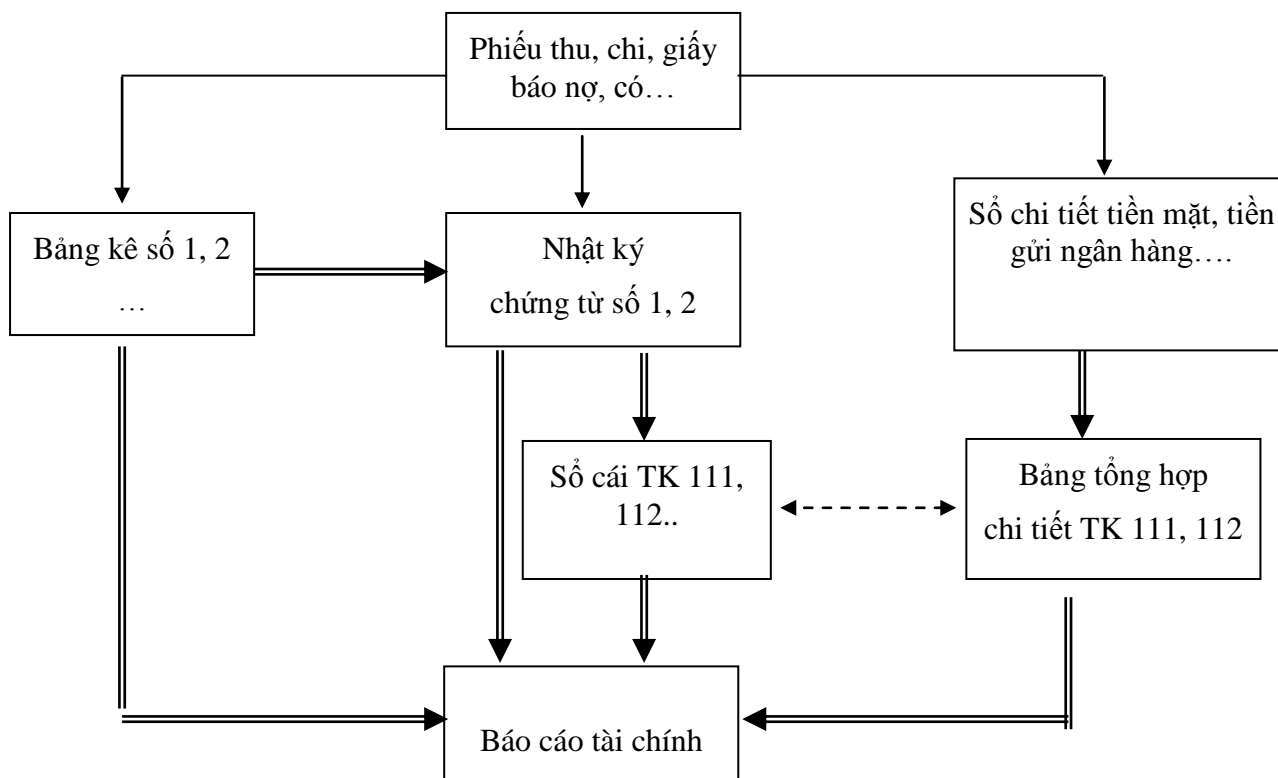 Phiếu thu, chi, giấy
báo nợ, có…
Bảng kê số 1, 2
…
Nhật ký
chứng từ số 1, 2
Sổ chi tiết tiền mặt, tiền
gửi ngân hàng….
Sổ cái TK 111,
112..
Bảng tổng hợp
chi tiết TK 111, 112
Báo cáo tài chính